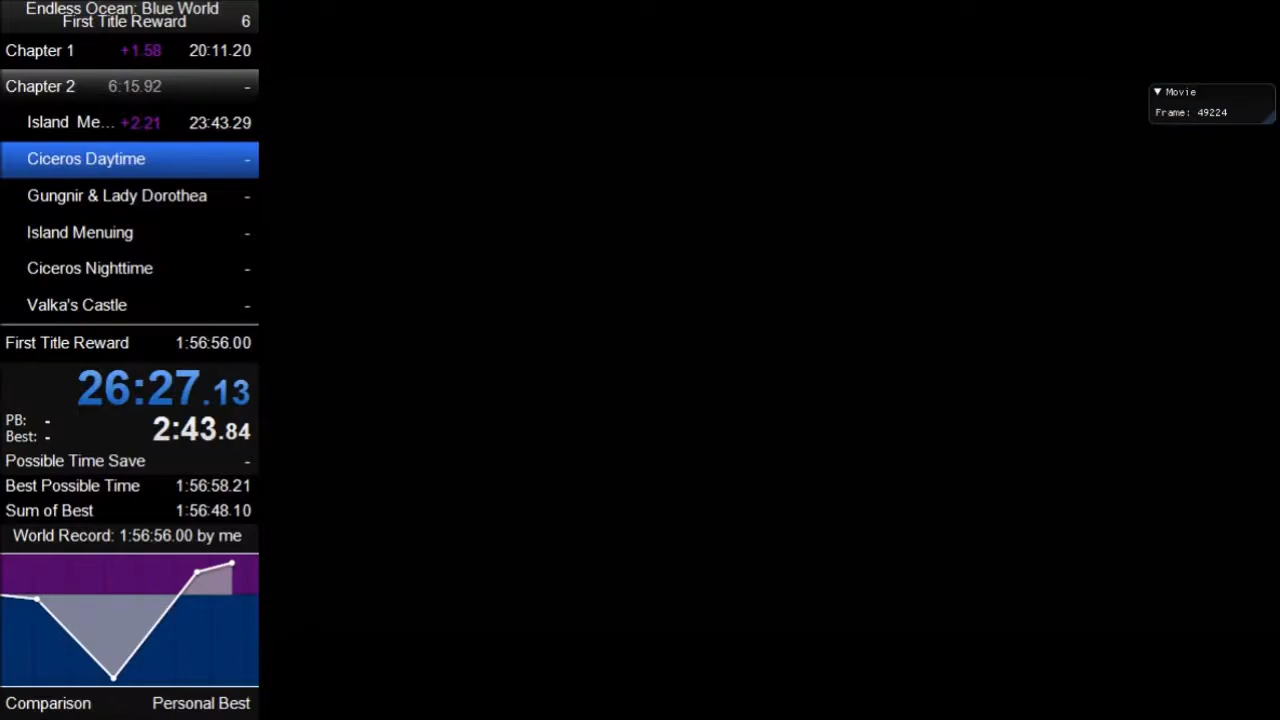 Endless Ocean: Blue World
First Title Reward 6
Chapter 1 +1.58 20:11.20
Chapter 2 6:15.92 -
Island Me... +2.21 23:43.29
Ciceros Daytime -
Gungnir & Lady Dorothea -
Island Menuing -
Ciceros Nighttime -
Valka's Castle -
First Title Reward 1:56:56.00
26:27.13
PB: - 2:43.84
Best: -
Possible Time Save -
Best Possible Time 1:56:58.21
Sum of Best 1:56:48.10
World Record: 1:56:56.00 by me
Comparison Personal Best
▼ Movie
Frame: 49224